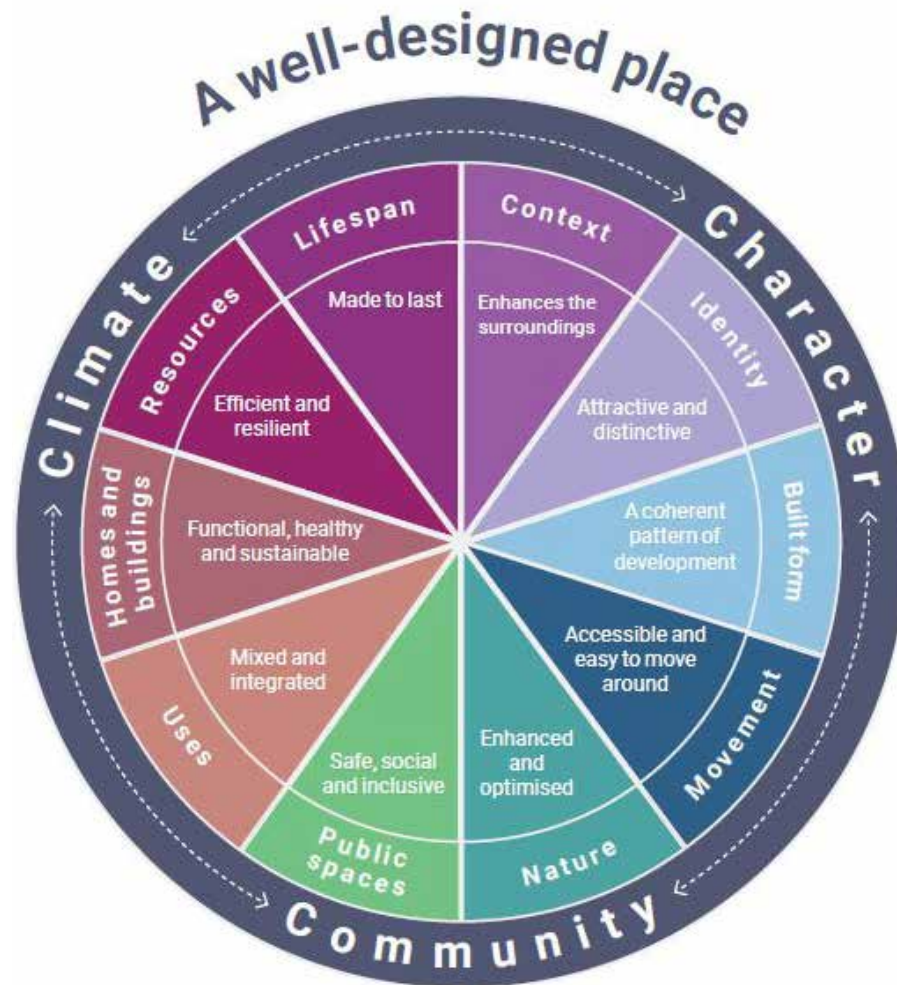 A well-designed place
Climate
Character
Community
Context
Enhances the
surroundings
Identity
Attractive and
distinctive
Built form
A coherent
pattern of
development
Movement
Accessible and
easy to move
around
Nature
Enhanced
and
optimised
Public
spaces
Safe, social
and inclusive
Uses
Mixed and
integrated
Homes and
buildings
Functional, healthy
and sustainable
Resources
Efficient and
resilient
Lifespan
Made to last